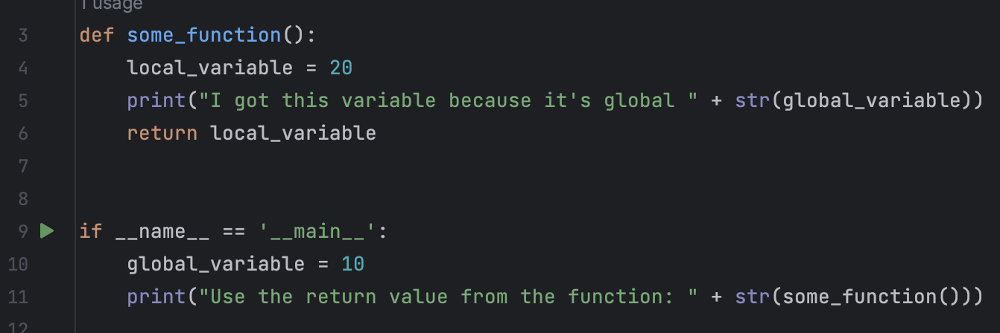 1 usage
3 def some_function():
4     local_variable = 20
5     print("I got this variable because it's global " + str(global_variable))
6     return local_variable
7
8
9 if __name__ == '__main__':
10     global_variable = 10
11     print("Use the return value from the function: " + str(some_function()))
12